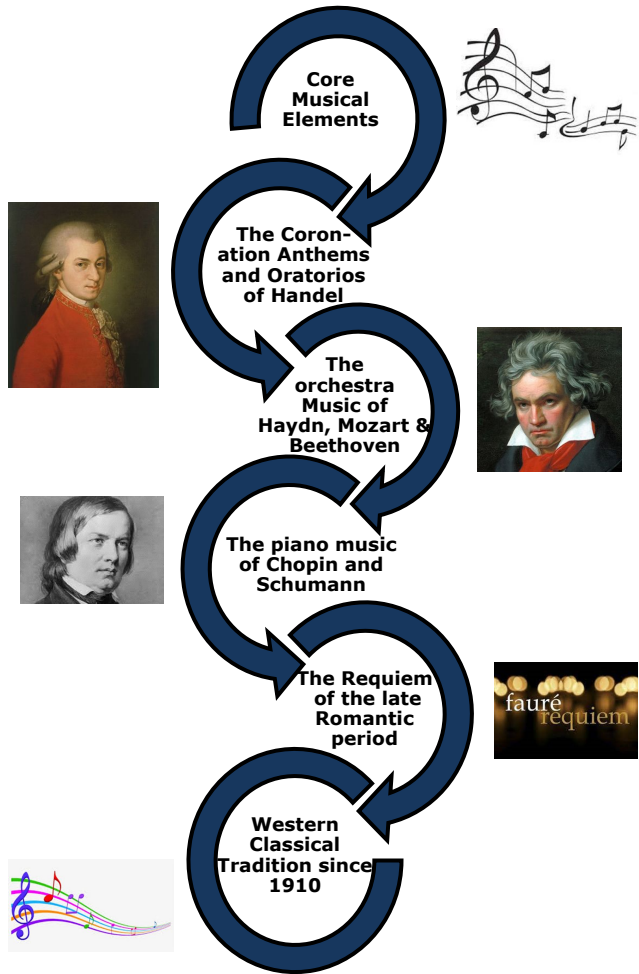 Core
Musical
Elements
The Coron-
ation Anthems
and Oratorios
of Handel
The
orchestra
Music of
Haydn, Mozart &
Beethoven
The piano music
of Chopin and
Schumann
The Requiem
of the late
Romantic
period
fauré
requiem
Western
Classical
Tradition since
1910